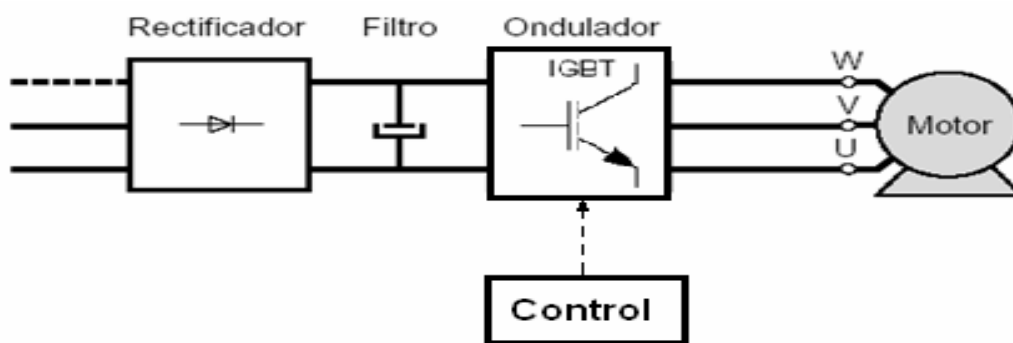 Rectificador Filtro Ondulador
IGBT
W
V
U
Motor
Control